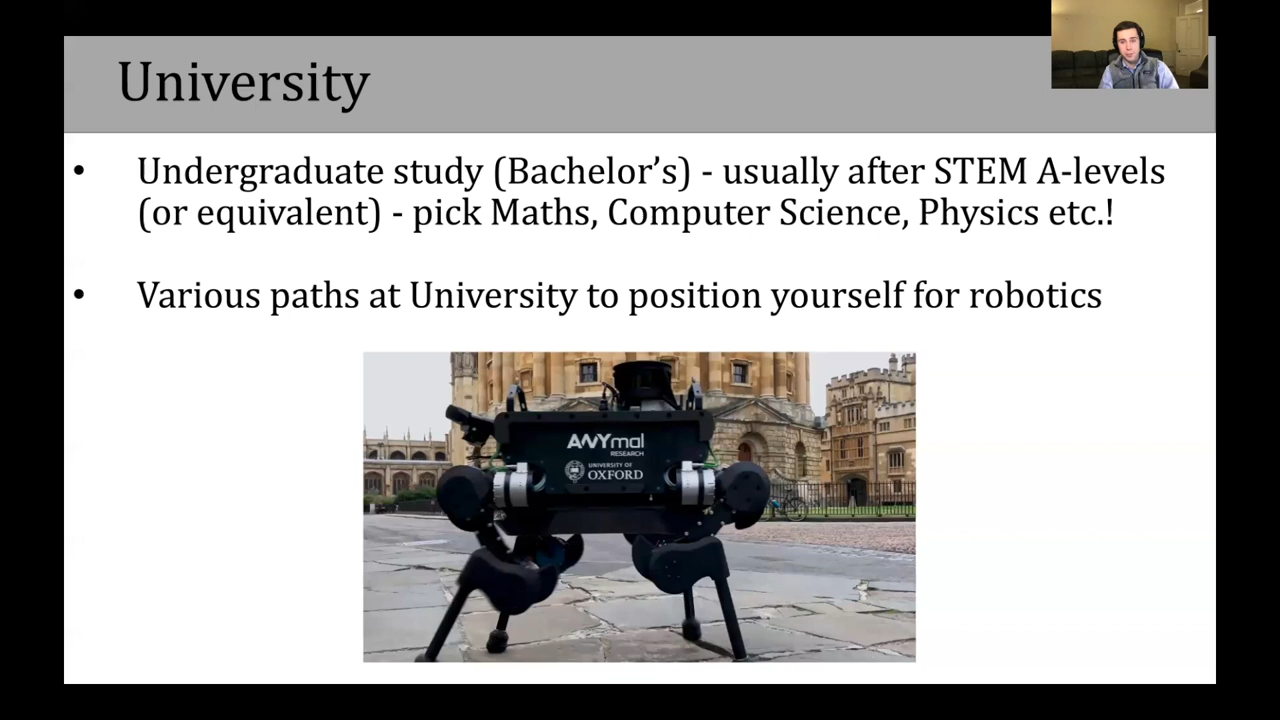 University
• Undergraduate study (Bachelor’s) - usually after STEM A-levels
(or equivalent) - pick Maths, Computer Science, Physics etc.!
• Various paths at University to position yourself for robotics
ANYmal
RESEARCH
UNIVERSITY OF
OXFORD